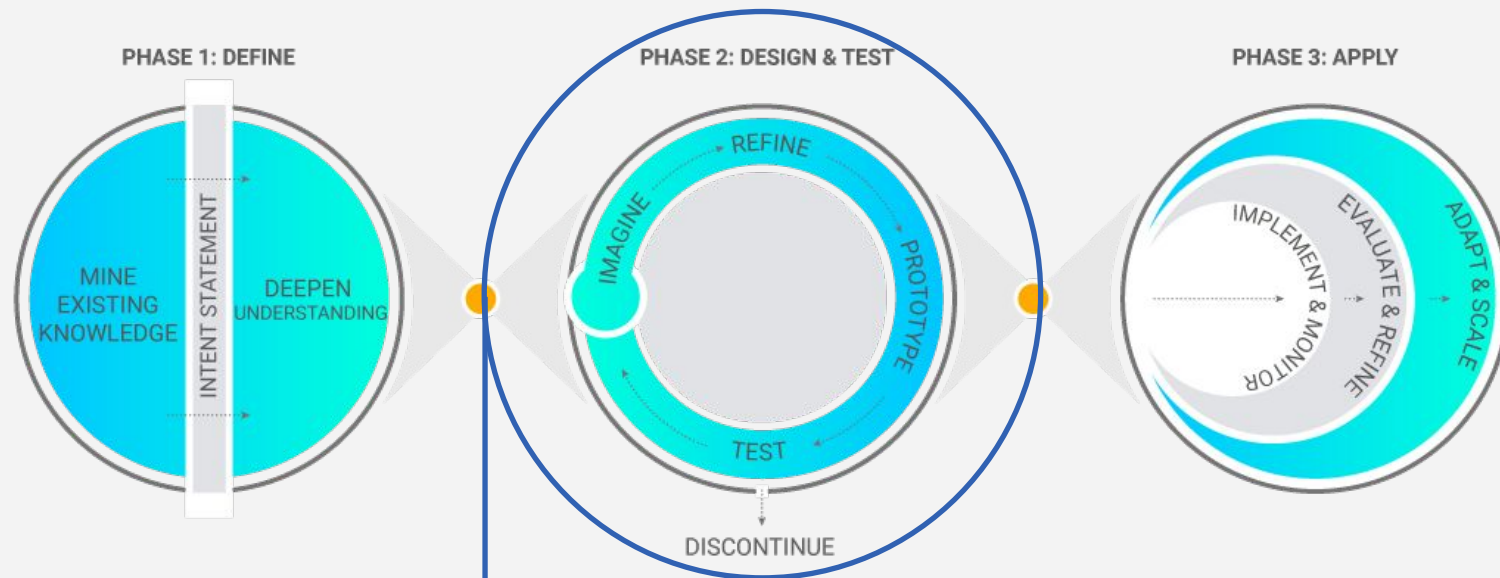 PHASE 1: DEFINE
MINE
EXISTING
KNOWLEDGE
INTENT STATEMENT
DEEPEN
UNDERSTANDING
PHASE 2: DESIGN & TEST
IMAGINE
REFINE
PROTOTYPE
TEST
DISCONTINUE
PHASE 3: APPLY
IMPLEMENT & MONITOR
EVALUATE & REFINE
ADAPT & SCALE